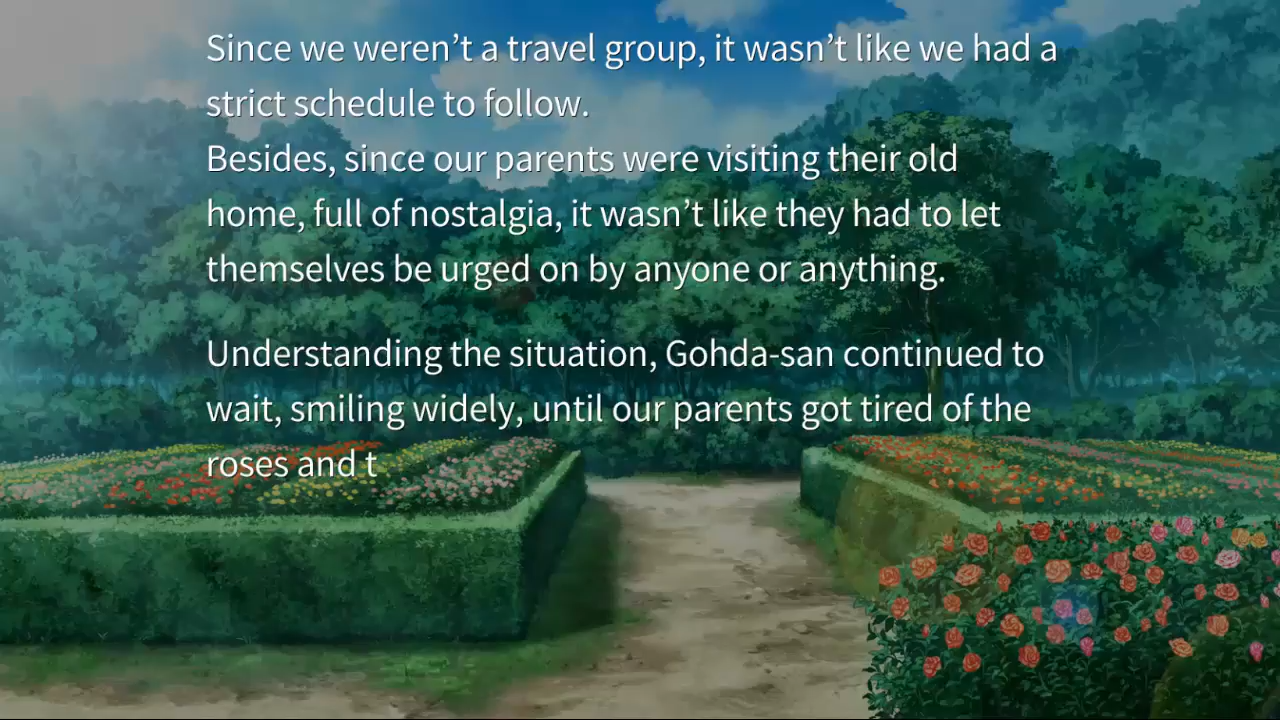 Since we weren’t a travel group, it wasn’t like we had a
strict schedule to follow.
Besides, since our parents were visiting their old
home, full of nostalgia, it wasn’t like they had to let
themselves be urged on by anyone or anything.
Understanding the situation, Gohda-san continued to
wait, smiling widely, until our parents got tired of the
roses and t